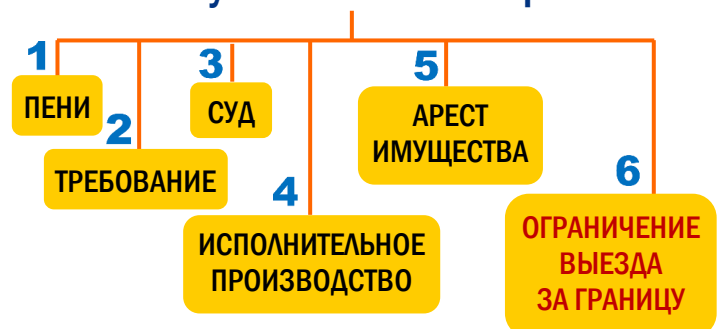 1
ПЕНИ
2
ТРЕБОВАНИЕ
3
СУД
4
ИСПОЛНИТЕЛЬНОЕ
ПРОИЗВОДСТВО
5
АРЕСТ
ИМУЩЕСТВА
6
ОГРАНИЧЕНИЕ
ВЫЕЗДА
ЗА ГРАНИЦУ